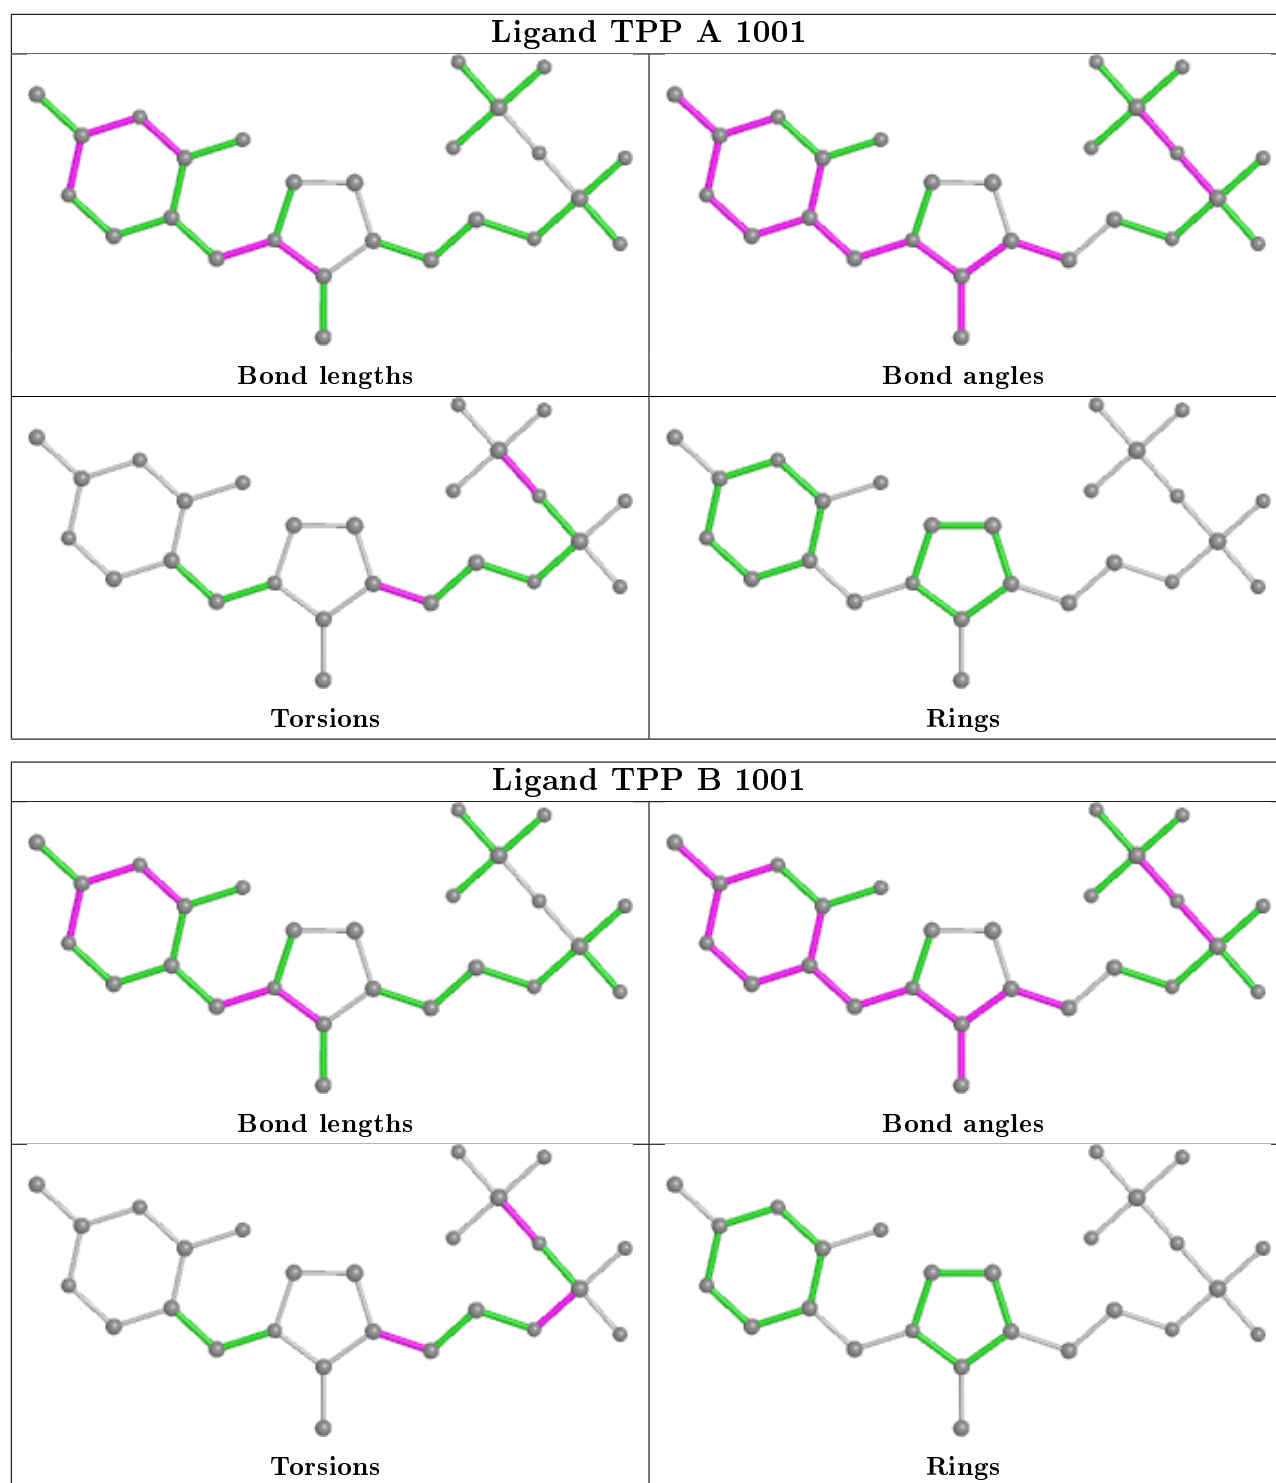 Ligand TPP A 1001
Bond lengths
Bond angles
Torsions
Rings
Ligand TPP B 1001
Bond lengths
Bond angles
Torsions
Rings